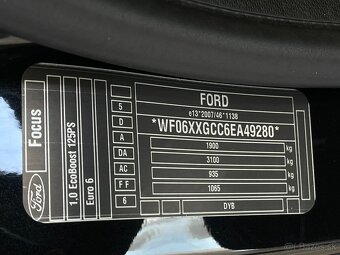 FORD
e13*2007/46*1138
*WF06XXGCC6EA49280*
1900 kg
3100 kg
935 kg
1065 kg
DYB
5
D
A
DA
AC
FF
6
Focus
1.0 EcoBoost 125PS
Euro 6
Ford